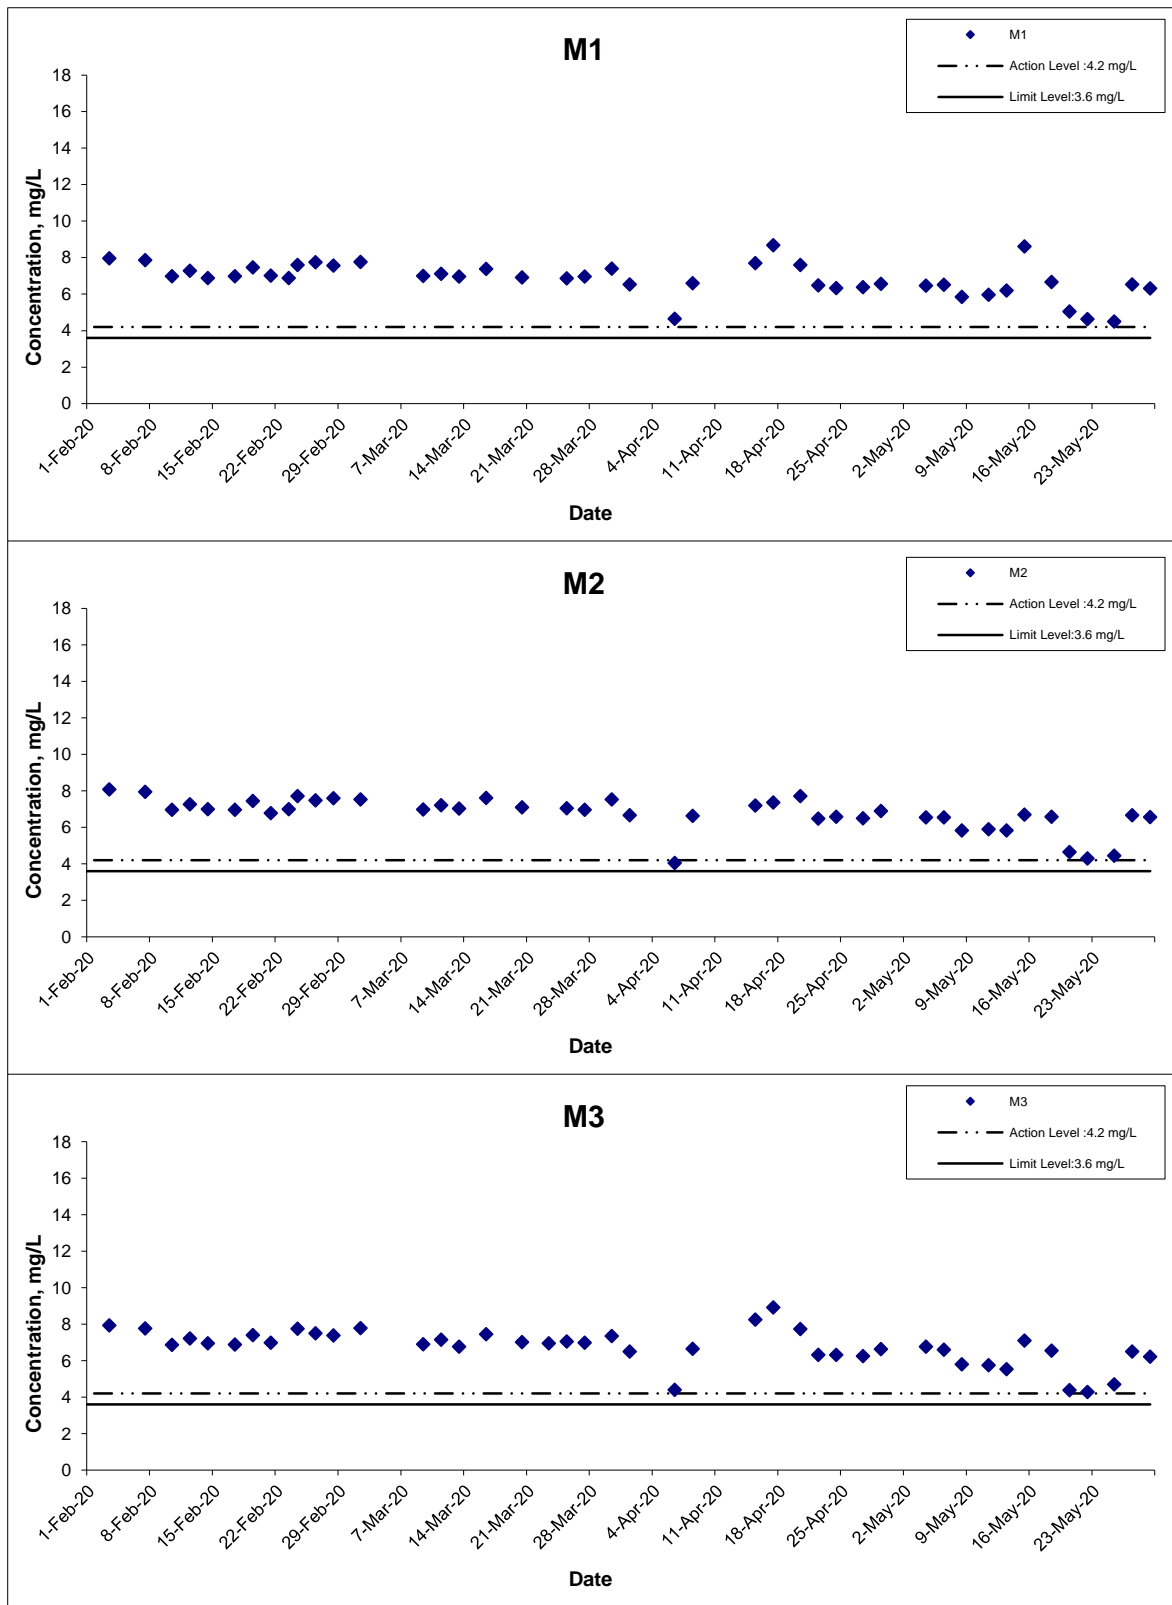 M1
M1
Action Level :4.2 mg/L
Limit Level:3.6 mg/L
Concentration, mg/L
18
16
14
12
10
8
6
4
2
0
1-Feb-20
8-Feb-20
15-Feb-20
22-Feb-20
29-Feb-20
7-Mar-20
14-Mar-20
21-Mar-20
28-Mar-20
4-Apr-20
11-Apr-20
18-Apr-20
25-Apr-20
2-May-20
9-May-20
16-May-20
23-May-20
Date
M2
M2
Action Level :4.2 mg/L
Limit Level:3.6 mg/L
Concentration, mg/L
18
16
14
12
10
8
6
4
2
0
1-Feb-20
8-Feb-20
15-Feb-20
22-Feb-20
29-Feb-20
7-Mar-20
14-Mar-20
21-Mar-20
28-Mar-20
4-Apr-20
11-Apr-20
18-Apr-20
25-Apr-20
2-May-20
9-May-20
16-May-20
23-May-20
Date
M3
M3
Action Level :4.2 mg/L
Limit Level:3.6 mg/L
Concentration, mg/L
18
16
14
12
10
8
6
4
2
0
1-Feb-20
8-Feb-20
15-Feb-20
22-Feb-20
29-Feb-20
7-Mar-20
14-Mar-20
21-Mar-20
28-Mar-20
4-Apr-20
11-Apr-20
18-Apr-20
25-Apr-20
2-May-20
9-May-20
16-May-20
23-May-20
Date